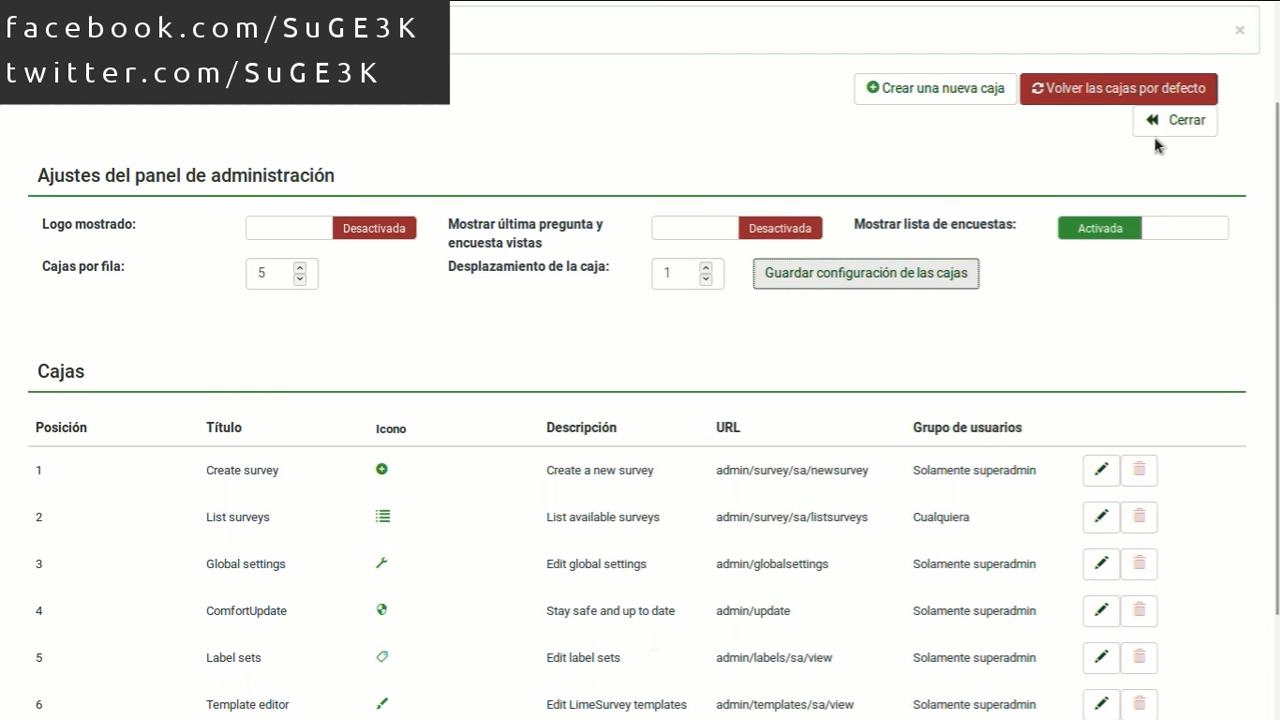 facebook.com/SuGE3K
twitter.com/SuGE3K
×
Crear una nueva caja
Volver las cajas por defecto
Cerrar
Ajustes del panel de administración
Logo mostrado:
Desactivada
Mostrar última pregunta y
encuesta vistas
Desactivada
Mostrar lista de encuestas:
Activada
Cajas por fila:
5
Desplazamiento de la caja:
1
Guardar configuración de las cajas
Cajas
Posición Título Icono Descripción URL Grupo de usuarios
1 Create survey Create a new survey admin/survey/sa/newsurvey Solamente superadmin
2 List surveys List available surveys admin/survey/sa/listsurveys Cualquiera
3 Global settings Edit global settings admin/globalsettings Solamente superadmin
4 ComfortUpdate Stay safe and up to date admin/update Solamente superadmin
5 Label sets Edit label sets admin/labels/sa/view Solamente superadmin
6 Template editor Edit LimeSurvey templates admin/templates/sa/view Solamente superadmin